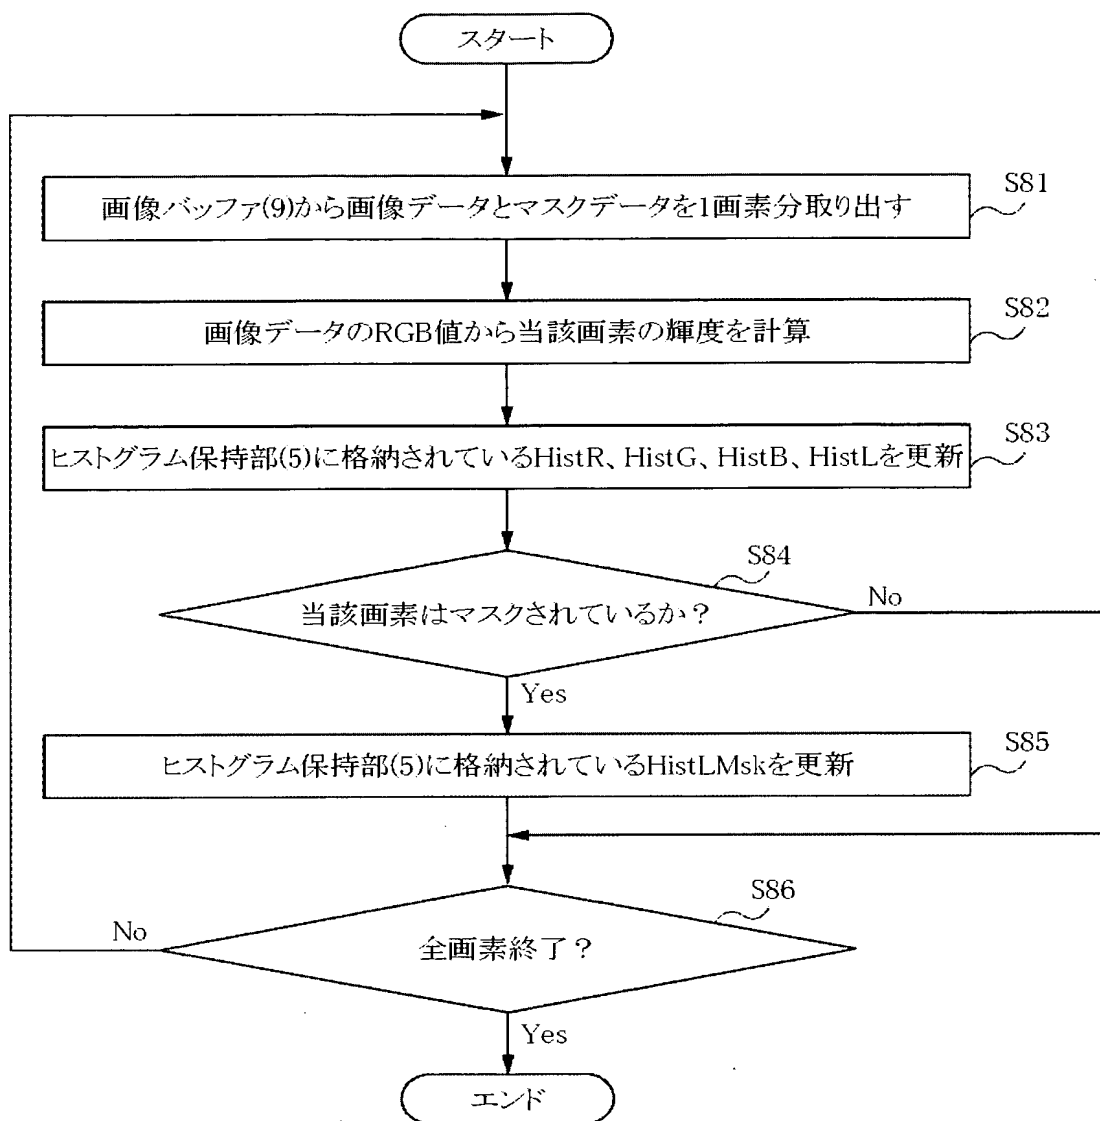 スタート
画像バッファ(9)から画像データとマスクデータを1画素分取り出す
S81
画像データのRGB値から当該画素の輝度を計算
S82
ヒストグラム保持部(5)に格納されているHistR、HistG、HistB、HistLを更新
S83
当該画素はマスクされているか？
S84
No
Yes
ヒストグラム保持部(5)に格納されているHistLMskを更新
S85
全画素終了？
S86
No
Yes
エンド